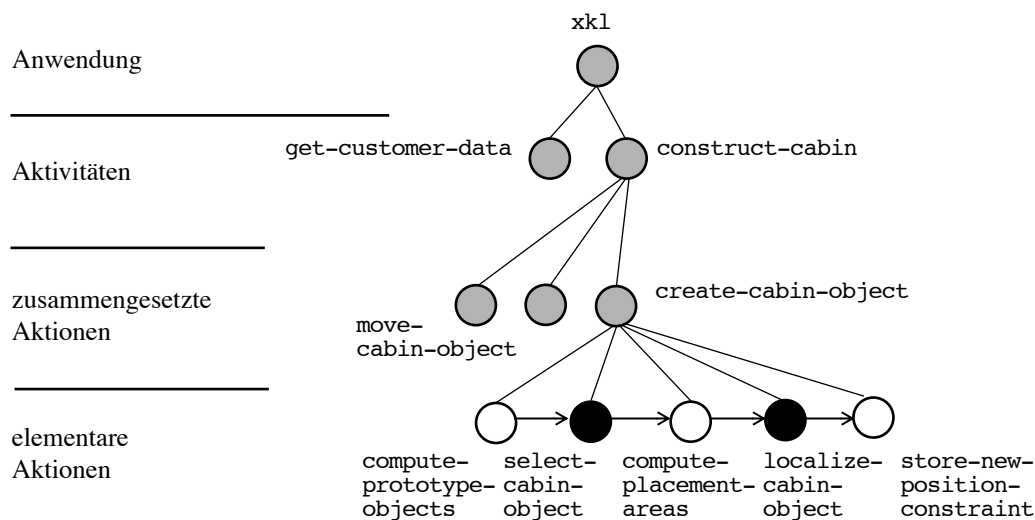 xkl
Anwendung
get-customer-data
construct-cabin
Aktivitäten
zusammengesetzte
Aktionen
create-cabin-object
move-
cabin-object
elementare
Aktionen
compute-
prototype-
objects
select-
cabin-
object
compute-
placement-
areas
localize-
cabin-
object
store-new-
position-
constraint